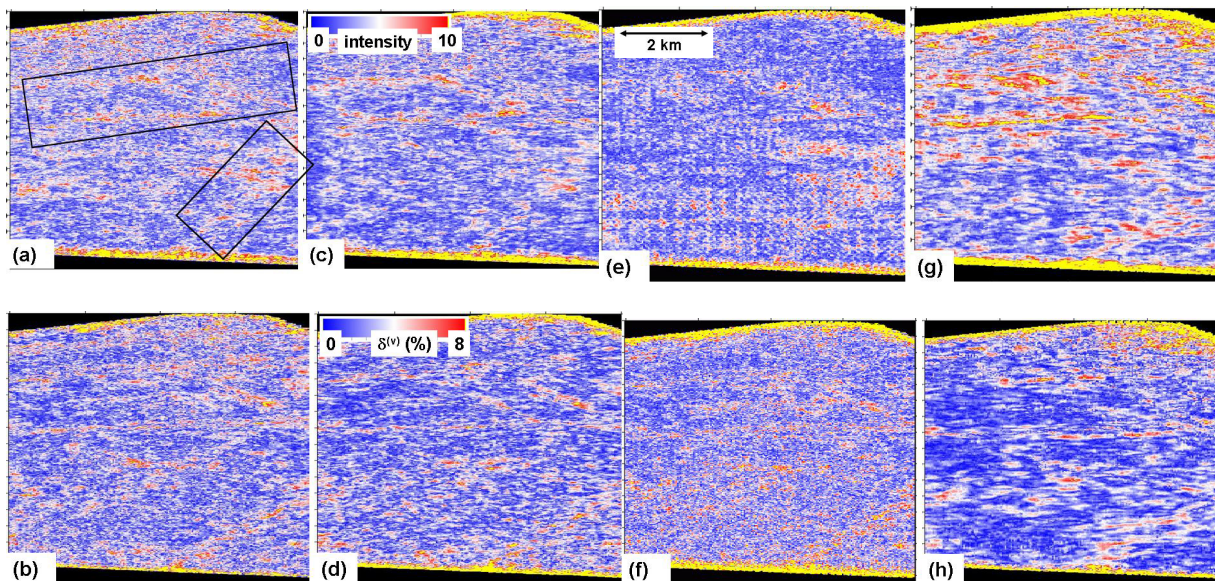 0 intensity 10
2 km
(a)
(c)
(e)
(g)
0 δ(v) (%) 8
(b)
(d)
(f)
(h)